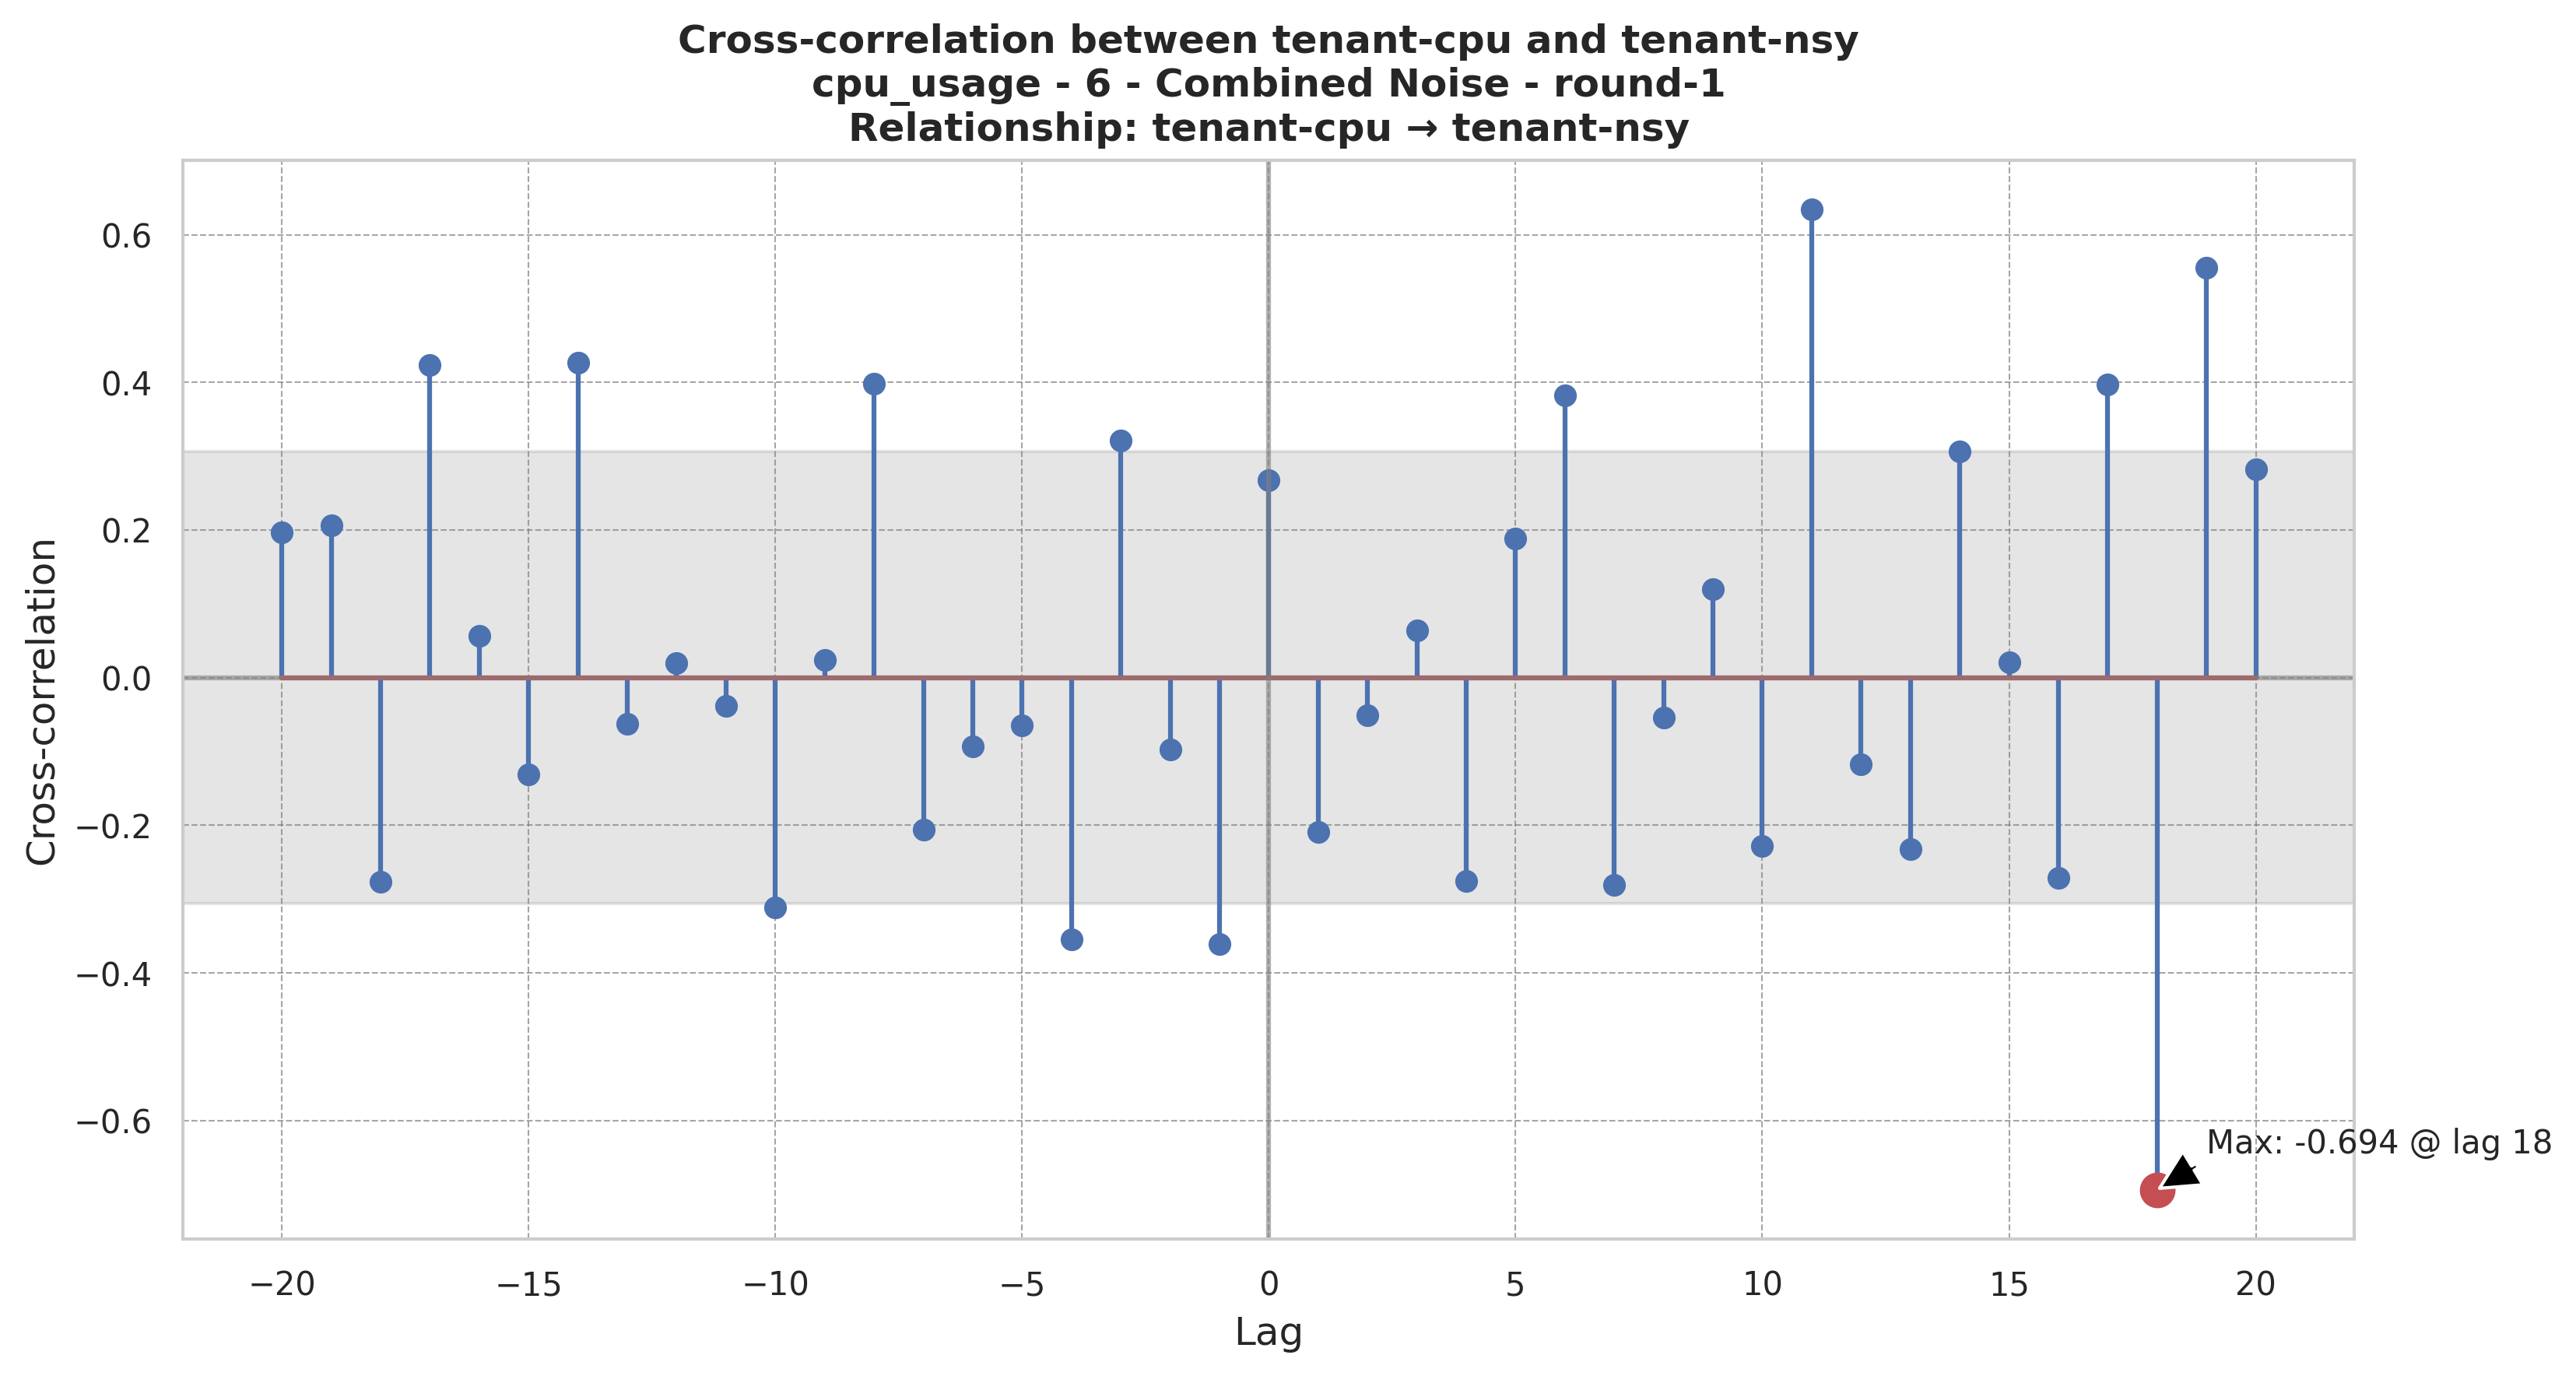 Cross-correlation between tenant-cpu and tenant-nsy
cpu_usage - 6 - Combined Noise - round-1
Relationship: tenant-cpu → tenant-nsy
0.6
0.4
0.2
0.0
−0.2
−0.4
−0.6
Cross-correlation
Max: -0.694 @ lag 18
−20 −15 −10 −5 0 5 10 15 20
Lag